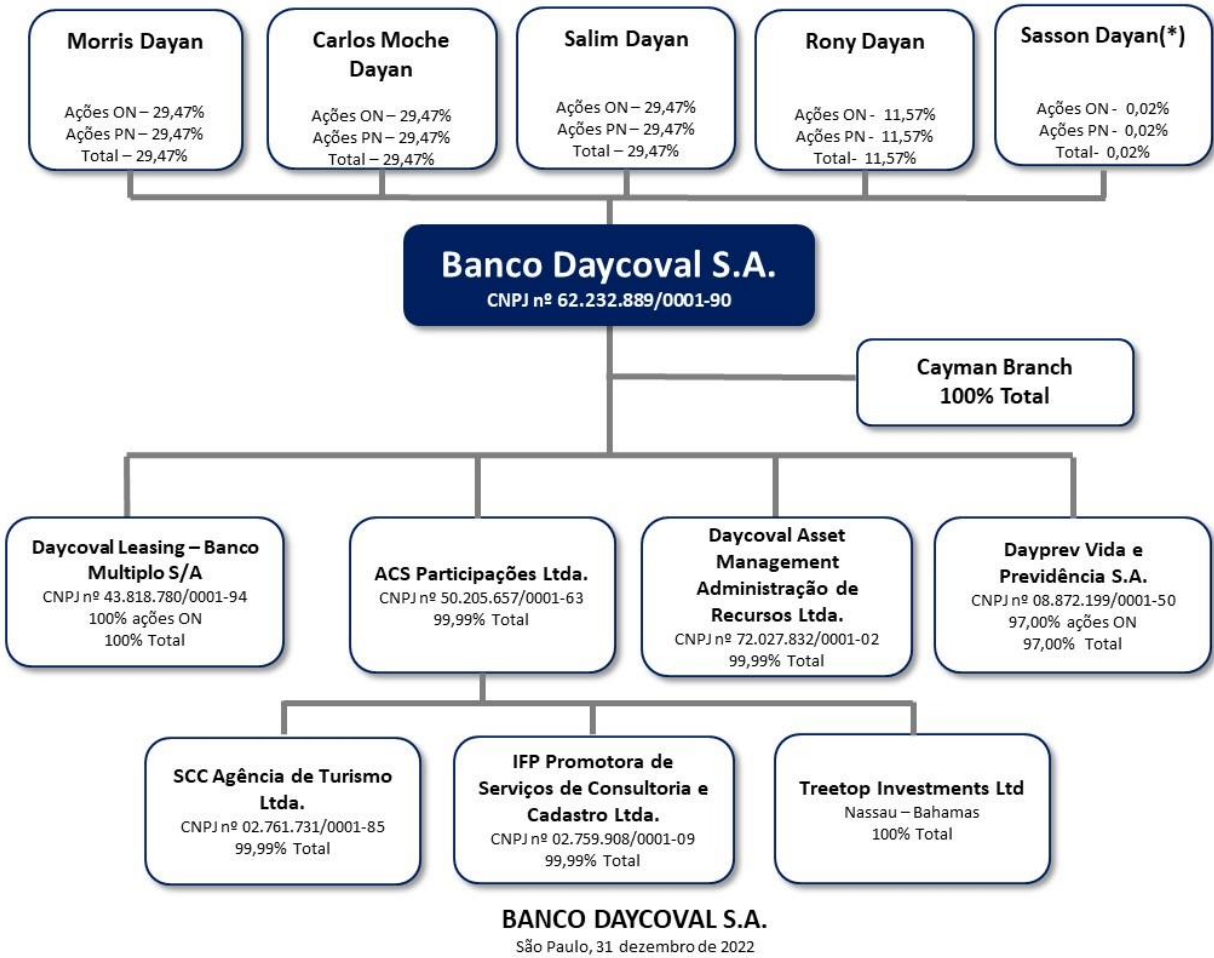 Morris Dayan
Ações ON – 29,47%
Ações PN – 29,47%
Total – 29,47%
Carlos Moche
Dayan
Ações ON – 29,47%
Ações PN – 29,47%
Total – 29,47%
Salim Dayan
Ações ON – 29,47%
Ações PN – 29,47%
Total – 29,47%
Rony Dayan
Ações ON - 11,57%
Ações PN - 11,57%
Total- 11,57%
Sasson Dayan(*)
Ações ON - 0,02%
Ações PN - 0,02%
Total- 0,02%
Banco Daycoval S.A.
CNPJ nº 62.232.889/0001-90
Cayman Branch
100% Total
Daycoval Leasing – Banco
Multiplo S/A
CNPJ nº 43.818.780/0001-94
100% ações ON
100% Total
ACS Participações Ltda.
CNPJ nº 50.205.657/0001-63
99,99% Total
Daycoval Asset
Management
Administração de
Recursos Ltda.
CNPJ nº 72.027.832/0001-02
99,99% Total
Dayprev Vida e
Previdência S.A.
CNPJ nº 08.872.199/0001-50
97,00% ações ON
97,00% Total
SCC Agência de Turismo
Ltda.
CNPJ nº 02.761.731/0001-85
99,99% Total
IFP Promotora de
Serviços de Consultoria e
Cadastro Ltda.
CNPJ nº 02.759.908/0001-09
99,99% Total
Treetop Investments Ltd
Nassau – Bahamas
100% Total
BANCO DAYCOVAL S.A.
São Paulo, 31 dezembro de 2022